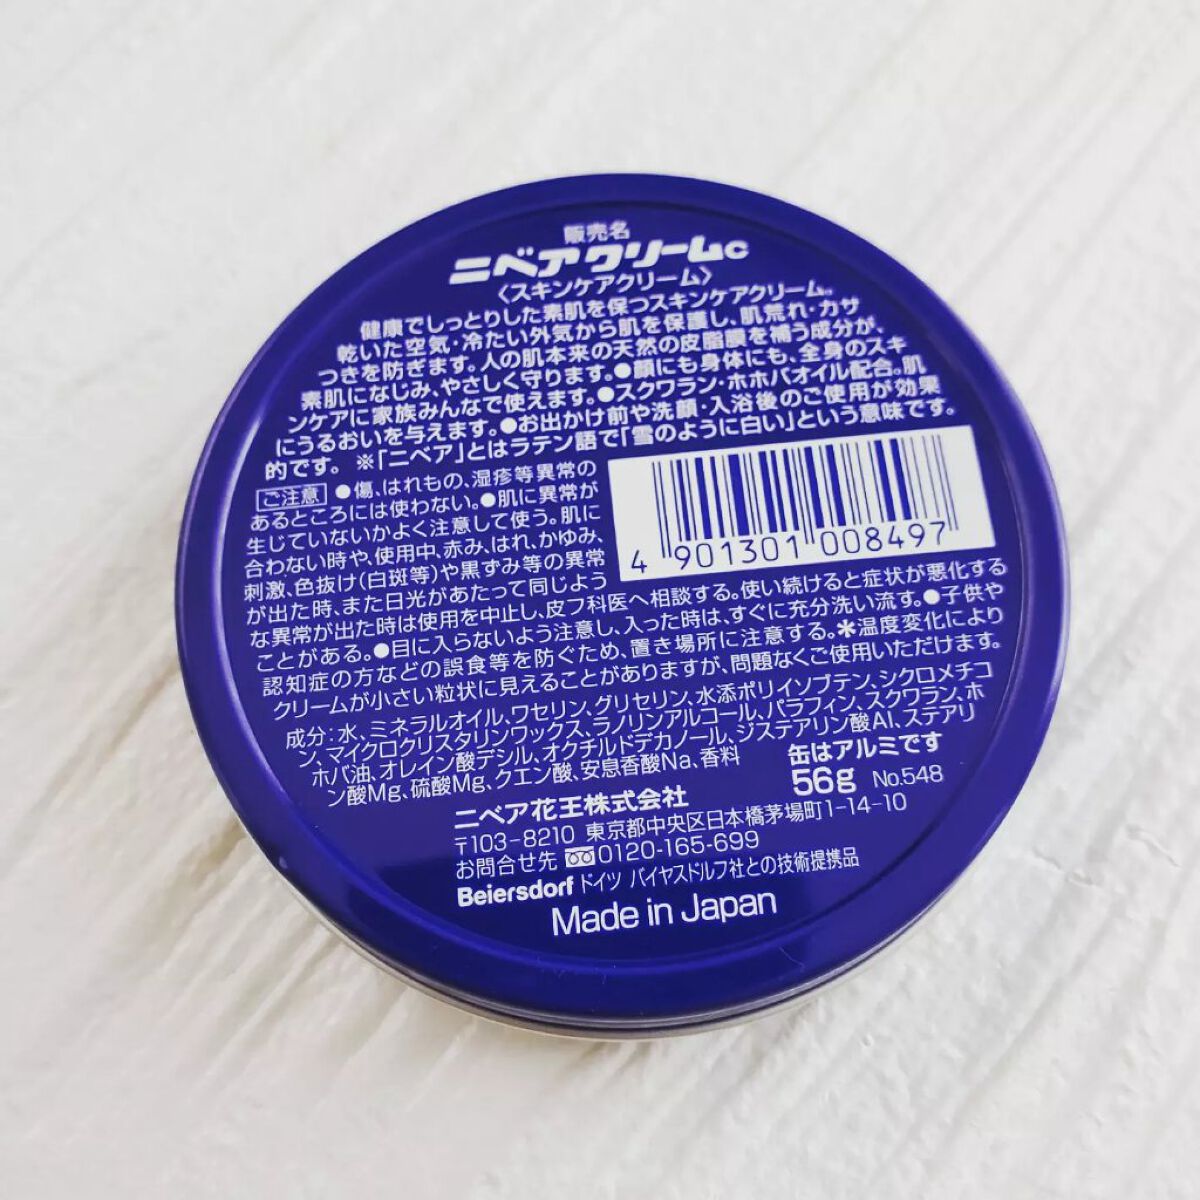 販売名
ニベアクリームc
〈スキンケアクリーム〉
健康でしっとりした素肌を保つスキンケアクリーム。
乾いた空気・冷たい外気から肌を保護し、肌荒れ・カサ
つきを防ぎます。人の肌本来の天然の皮脂膜を補う成分が、
素肌になじみ、やさしく守ります。●顔にも身体にも、全身のスキ
ンケアに家族みんなで使えます。●スクワラン・ホホバオイル配合。肌
にうるおいを与えます。●お出かけ前や洗顔・入浴後のご使用が効果
的です。※「ニベア」とはラテン語で「雪のように白い」という意味です。
ご注意 ●傷、はれもの、湿疹等異常の
あるところには使わない。●肌に異常が
生じていないかよく注意して使う。肌に
合わない時や、使用中、赤み、はれ、かゆみ、
刺激、色抜け(白斑等)や黒ずみ等の異常
が出た時、また日光があたって同じよう
な異常が出た時は使用を中止し、皮フ科医へ相談する。使い続けると症状が悪化する
ことがある。●目に入らないよう注意し、入った時は、すぐに充分洗い流す。●子供や
認知症の方などの誤食等を防ぐため、置き場所に注意する。＊温度変化により
クリームが小さい粒状に見えることがありますが、問題なくご使用いただけます。
4 901301 008497
成分:水、ミネラルオイル、ワセリン、グリセリン、水添ポリイソブテン、シクロメチコ
ン、マイクロクリスタリンワックス、ラノリンアルコール、パラフィン、スクワラン、ホ
ホバ油、オレイン酸デシル、オクチルドデカノール、ジステアリン酸Al、ステアリ
ン酸Mg、硫酸Mg、クエン酸、安息香酸Na、香料
缶はアルミです
56g No.548
ニベア花王株式会社
〒103-8210 東京都中央区日本橋茅場町1-14-10
お問合せ先 0120-165-699
Beiersdorf ドイツ バイヤスドルフ社との技術提携品
Made in Japan